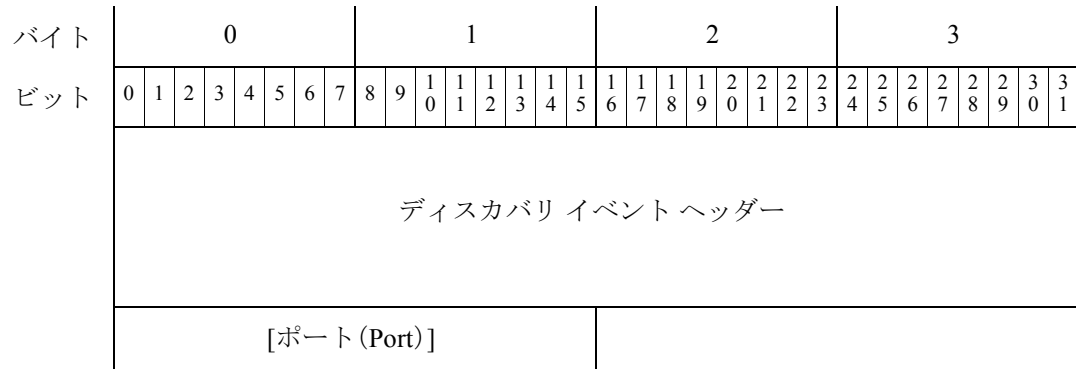 バイト 0 1 2 3
ビット 0 1 2 3 4 5 6 7 8 9 10 11 12 13 14 15 16 17 18 19 20 21 22 23 24 25 26 27 28 29 30 31
ディスカバリ イベント ヘッダー
[ポート(Port)]